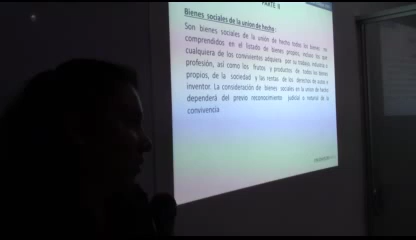 PARTE II
Bienes sociales de la union de hecho:
Son bienes sociales de la unión de hecho todos los bienes no
comprendidos en el listado de bienes propios, incluso los que
cualquiera de los convivientes adquiera por su trabajo, industria o
profesión, así como los frutos y productos de todos los bienes
propios, de la sociedad y las rentas de los derechos de autor o
inventor. La consideración de bienes sociales en la union de hecho
dependerá del previo reconocimiento judicial o notarial de la
convivencia